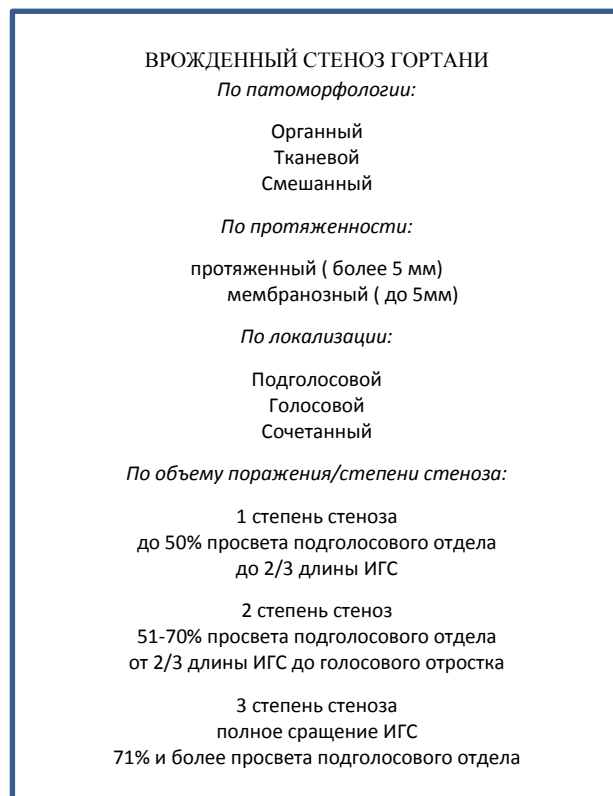 ВРОЖДЕННЫЙ СТЕНОЗ ГОРТАНИ
По патоморфологии:
Органный
Тканевой
Смешанный
По протяженности:
протяженный ( более 5 мм)
мембранозный ( до 5мм)
По локализации:
Подголосовой
Голосовой
Сочетанный
По объему поражения/степени стеноза:
1 степень стеноза
до 50% просвета подголосового отдела
до 2/3 длины ИГС
2 степень стеноз
51-70% просвета подголосового отдела
от 2/3 длины ИГС до голосового отростка
3 степень стеноза
полное сращение ИГС
71% и более просвета подголосового отдела